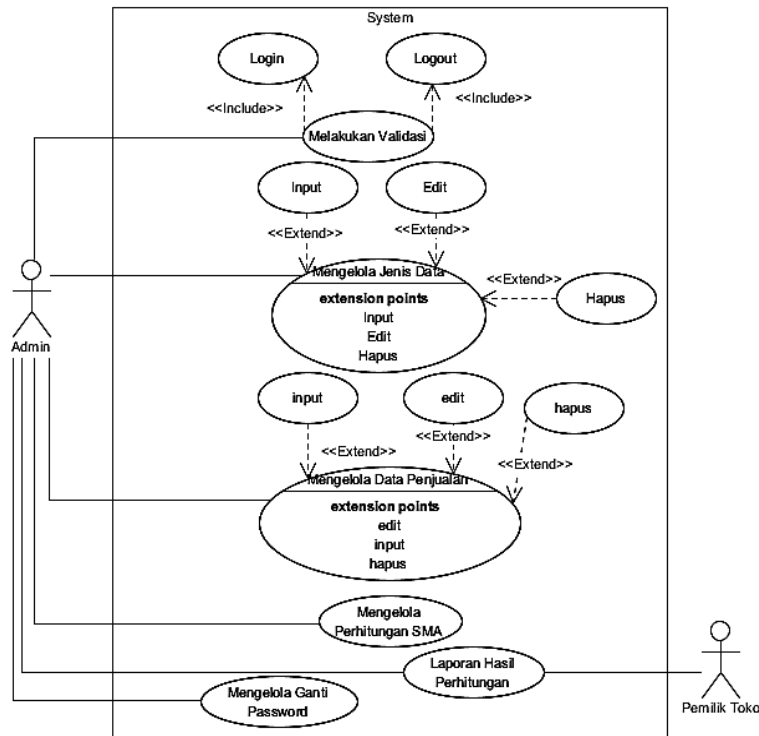 System
Login
Logout
<<Include>>
<<Include>>
Melakukan Validasi
Input
Edit
<<Extend>>
<<Extend>>
Mengelola Jenis Data
extension points
Input
Edit
Hapus
<<Extend>>
Hapus
Admin
input
edit
hapus
<<Extend>>
<<Extend>>
<<Extend>>
Mengelola Data Penjualan
extension points
edit
input
hapus
Mengelola
Perhitungan SMA
Laporan Hasil
Perhitungan
Mengelola Ganti
Password
Pemilik Toko